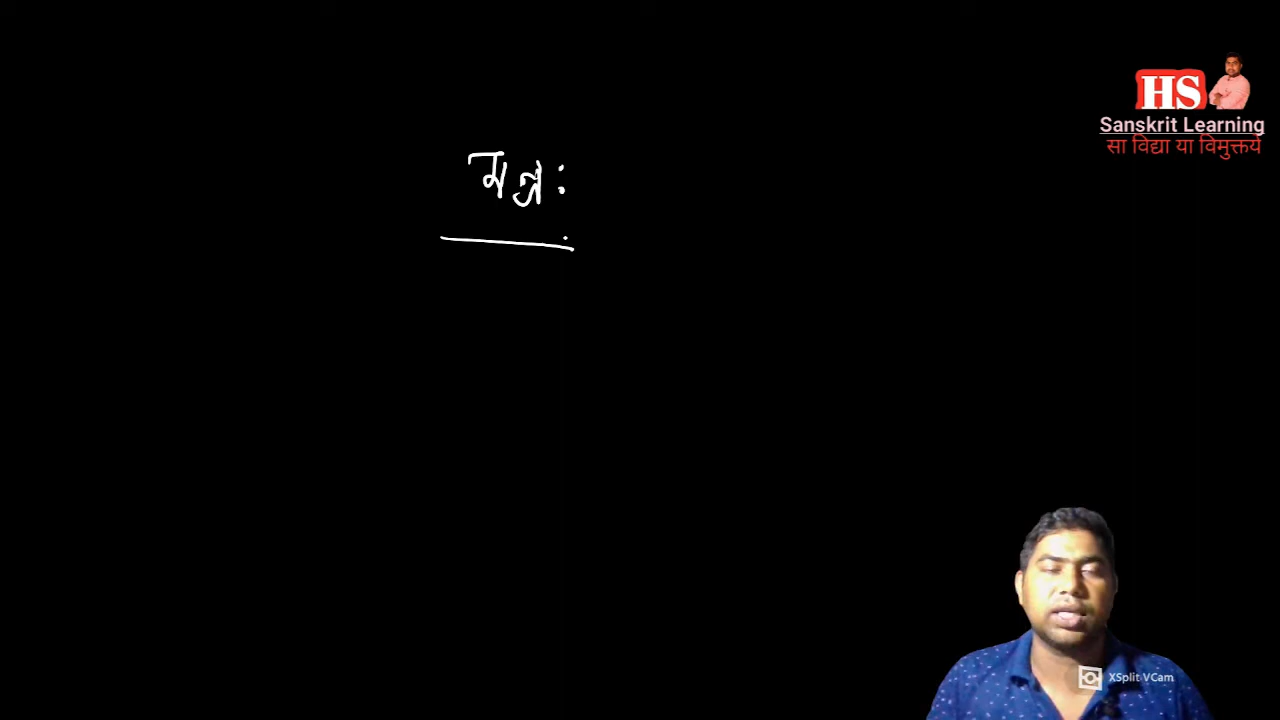 HS
Sanskrit Learning
सा विद्या या विमुक्तये
मन्त्रः
XSplit VCam